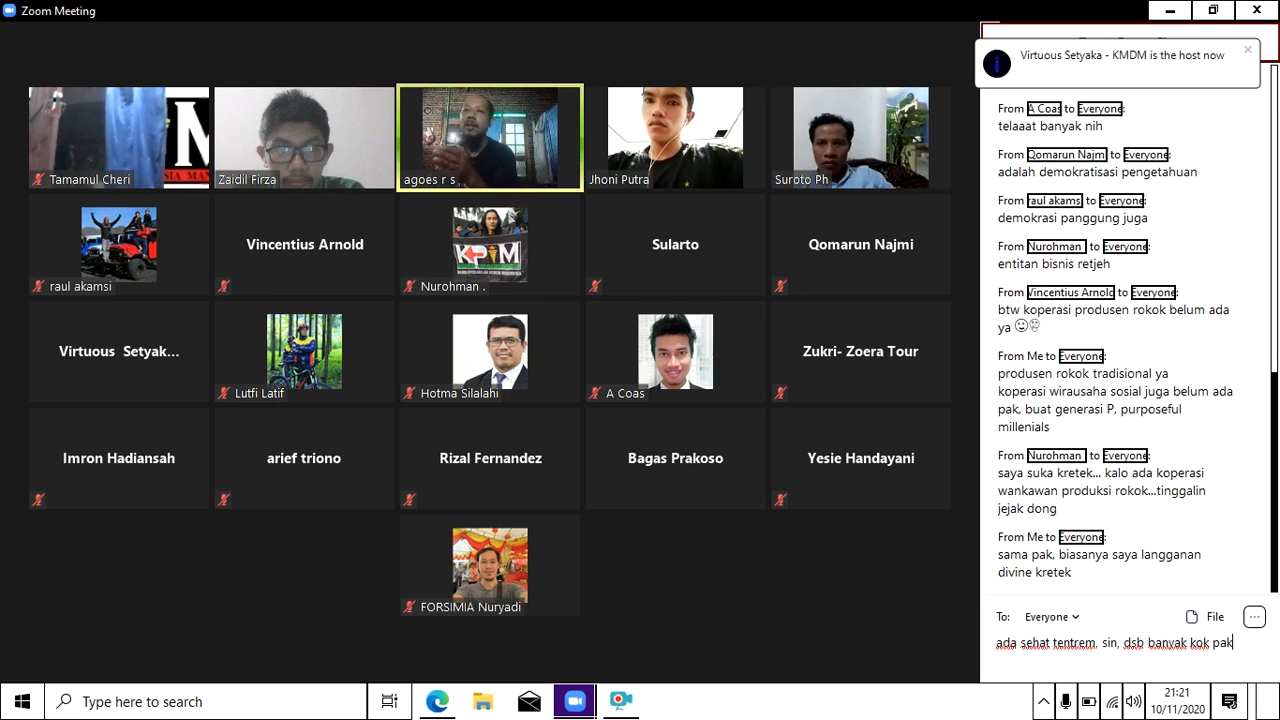 Zoom Meeting
Virtuous Setyaka - KMDM is the host now
Tamamul Cheri
Zaidil Firza
agoes r s
Jhoni Putra
Suroto Ph
raul akamsi
Vincentius Arnold
Nurohman .
KPIM
Sularto
Qomarun Najmi
Virtuous Setyak...
Lutfi Latif
Hotma Silalahi
A Coas
Zukri- Zoera Tour
Imron Hadiansah
arief triono
Rizal Fernandez
Bagas Prakoso
Yesie Handayani
FORSIMIA Nuryadi
From A Coas to Everyone:
telaaat banyak nih
From Qomarun Najmi to Everyone:
adalah demokratisasi pengetahuan
From raul akamsi to Everyone:
demokrasi panggung juga
From Nurohman to Everyone:
entitan bisnis retjeh
From Vincentius Arnold to Everyone:
btw koperasi produsen rokok belum ada
ya
From Me to Everyone:
produsen rokok tradisional ya
koperasi wirausaha sosial juga belum ada
pak, buat generasi P, purposeful
millenials
From Nurohman to Everyone:
saya suka kretek... kalo ada koperasi
wankawan produksi rokok...tinggalin
jejak dong
From Me to Everyone:
sama pak, biasanya saya langganan
divine kretek
To: Everyone
File
ada sehat tentrem, sin, dsb banyak kok pak
Type here to search
21:21
10/11/2020